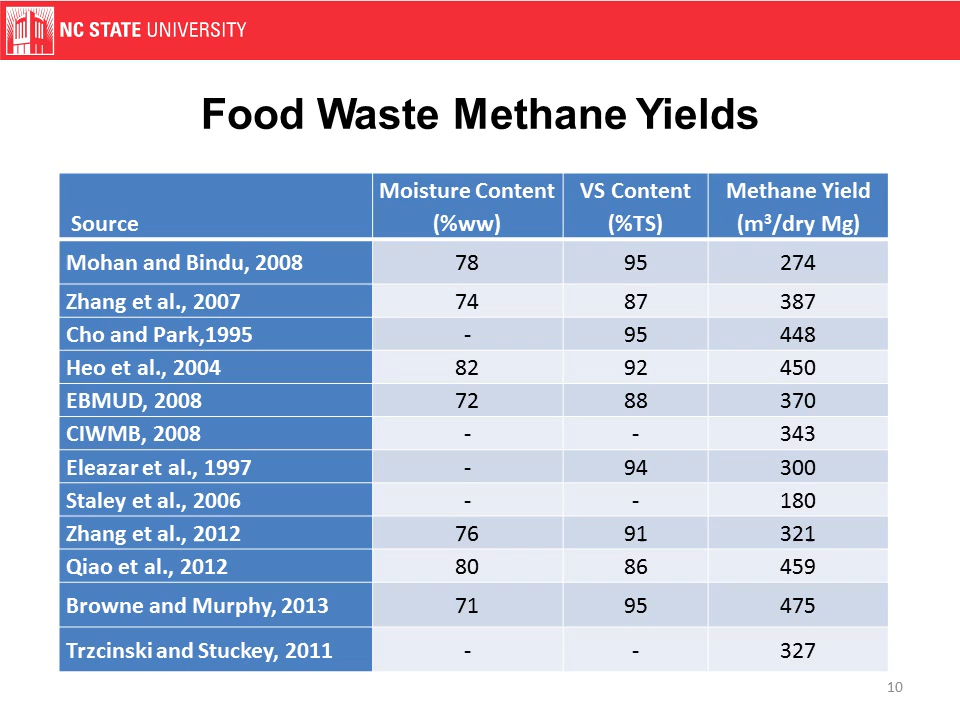 NC STATE UNIVERSITY
Food Waste Methane Yields
Source Moisture Content (%ww) VS Content (%TS) Methane Yield (m³/dry Mg)
Mohan and Bindu, 2008 78 95 274
Zhang et al., 2007 74 87 387
Cho and Park,1995 - 95 448
Heo et al., 2004 82 92 450
EBMUD, 2008 72 88 370
CIWMB, 2008 - - 343
Eleazar et al., 1997 - 94 300
Staley et al., 2006 - - 180
Zhang et al., 2012 76 91 321
Qiao et al., 2012 80 86 459
Browne and Murphy, 2013 71 95 475
Trzcinski and Stuckey, 2011 - - 327
10